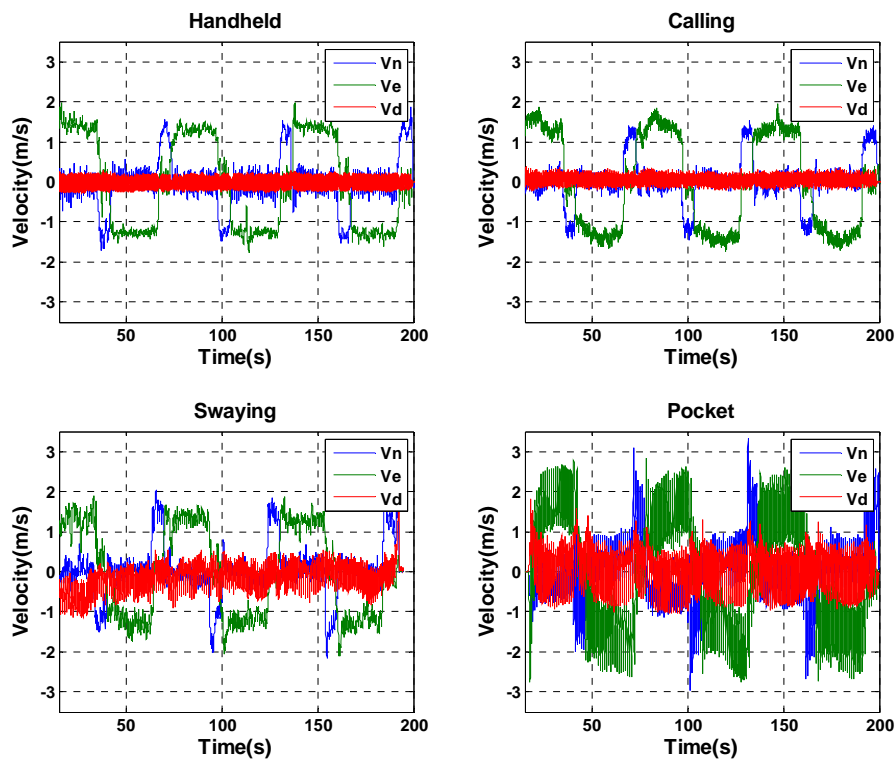 Handheld
3
2
1
0
-1
-2
-3
Velocity(m/s)
Vn
Ve
Vd
50 100 150 200
Time(s)
Calling
3
2
1
0
-1
-2
-3
Velocity(m/s)
Vn
Ve
Vd
50 100 150 200
Time(s)
Swaying
3
2
1
0
-1
-2
-3
Velocity(m/s)
Vn
Ve
Vd
50 100 150 200
Time(s)
Pocket
3
2
1
0
-1
-2
-3
Velocity(m/s)
Vn
Ve
Vd
50 100 150 200
Time(s)